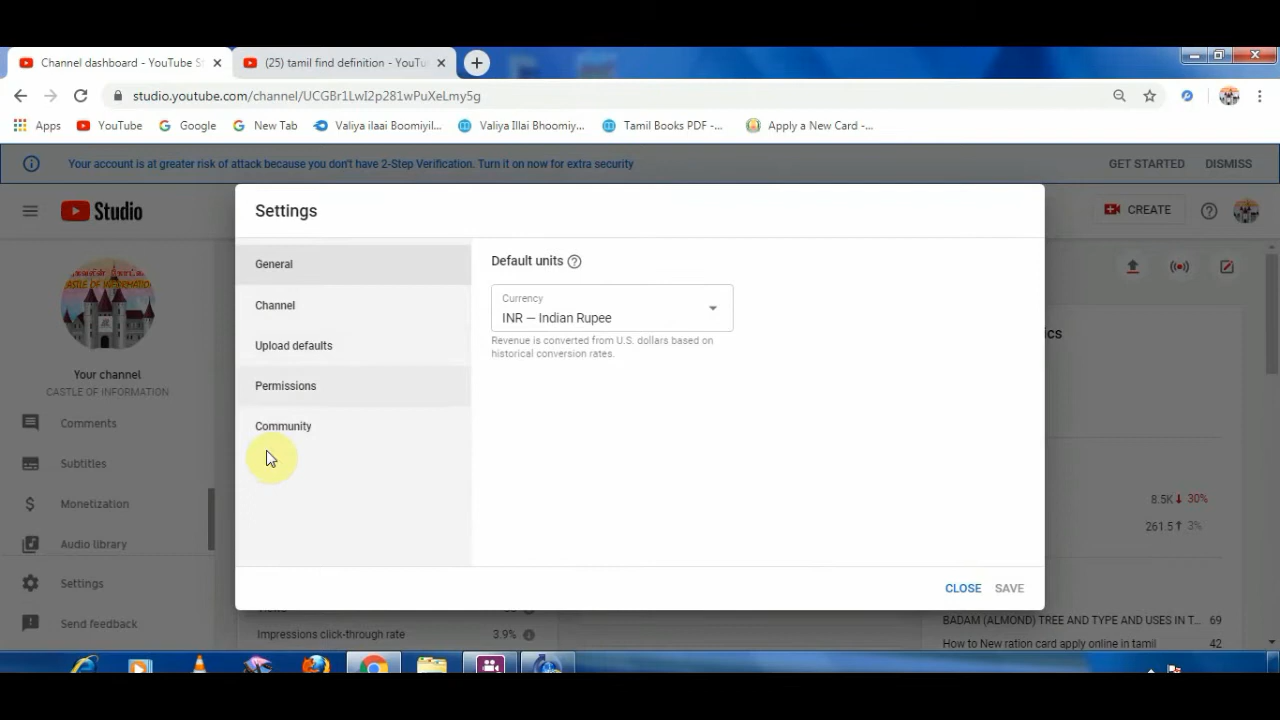 Channel dashboard - YouTube S
(25) tamil find definition - YouTu
studio.youtube.com/channel/UCGBr1LwI2p281wPuXeLmy5g
Apps
YouTube
Google
New Tab
Valiya ilaai Boomiyil...
Valiya Illai Bhoomiy...
Tamil Books PDF -...
Apply a New Card -...
Your account is at greater risk of attack because you don't have 2-Step Verification. Turn it on now for extra security
GET STARTED
DISMISS
Studio
CREATE
Settings
General
Channel
Upload defaults
Permissions
Community
Default units
Currency
INR — Indian Rupee
Revenue is converted from U.S. dollars based on
historical conversion rates.
CLOSE
SAVE
Your channel
CASTLE OF INFORMATION
Comments
Subtitles
Monetization
Audio library
Settings
Send feedback
8.5K 30%
261.5 3%
Impressions click-through rate
3.9%
BADAM (ALMOND) TREE AND TYPE AND USES IN T...
69
How to New ration card apply online in tamil
42